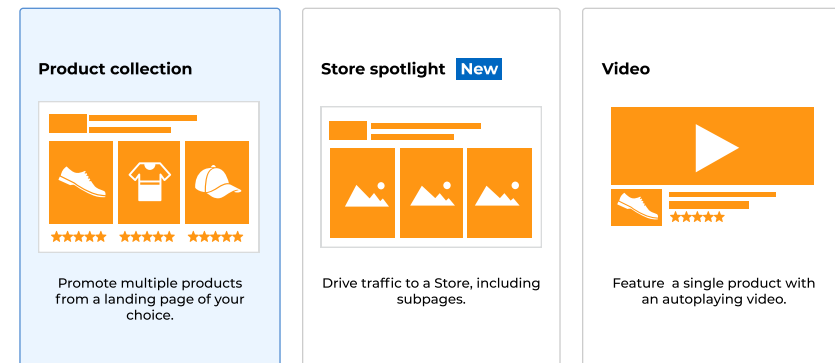 Product collection
Promote multiple products
from a landing page of your
choice.
Store spotlight New
Drive traffic to a Store, including
subpages.
Video
Feature a single product with
an autoplaying video.